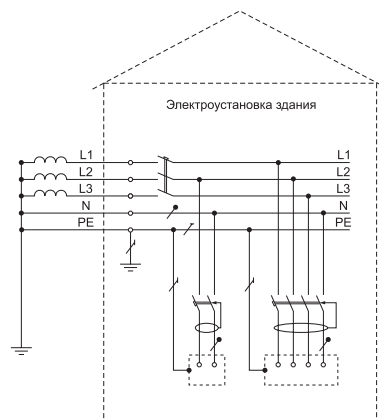 Электроустановка здания
L1 L1
L2 L2
L3 L3
N N
PE PE